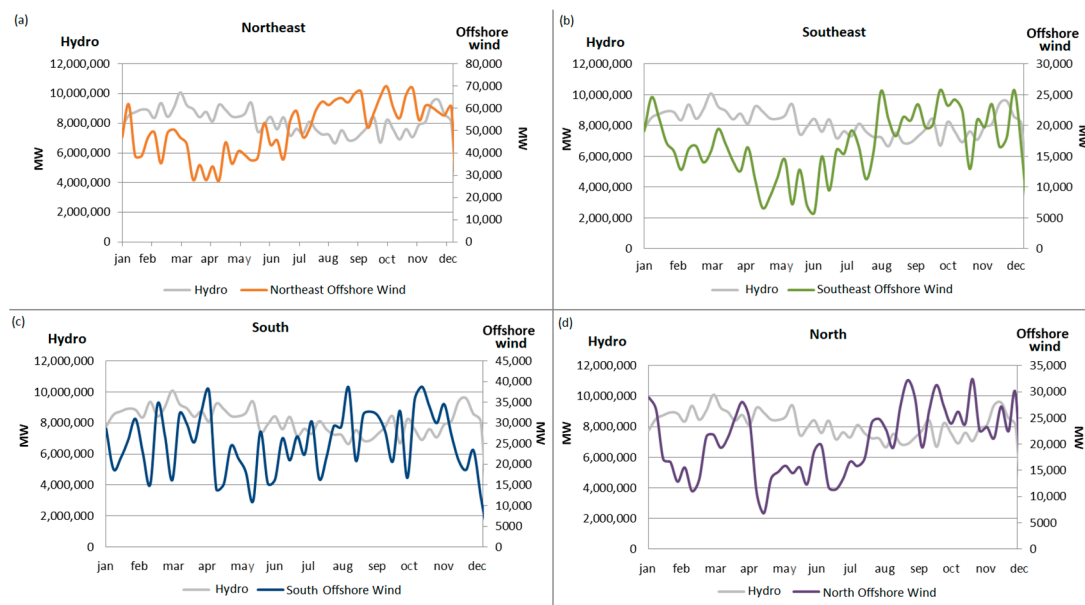 (a)
Northeast
Hydro
Offshore
wind
12,000,000
10,000,000
8,000,000
6,000,000
4,000,000
2,000,000
0
MW
80,000
70,000
60,000
50,000
40,000
30,000
20,000
10,000
0
MW
jan feb mar apr may jun jul aug sep oct nov dec
Hydro Northeast Offshore Wind
(b)
Southeast
Hydro
Offshore
wind
12,000,000
10,000,000
8,000,000
6,000,000
4,000,000
2,000,000
0
MW
30,000
25,000
20,000
15,000
10,000
5000
0
MW
jan feb mar apr may jun jul aug sep oct nov dec
Hydro Southeast Offshore Wind
(c)
South
Hydro
Offshore
wind
12,000,000
10,000,000
8,000,000
6,000,000
4,000,000
2,000,000
0
MW
45,000
40,000
35,000
30,000
25,000
20,000
15,000
10,000
5000
0
MW
jan feb mar apr may jun jul aug sep oct nov dec
Hydro South Offshore Wind
(d)
North
Hydro
Offshore
wind
12,000,000
10,000,000
8,000,000
6,000,000
4,000,000
2,000,000
0
MW
35,000
30,000
25,000
20,000
15,000
10,000
5000
0
MW
jan feb mar apr may jun jul aug sep oct nov dec
Hydro North Offshore Wind